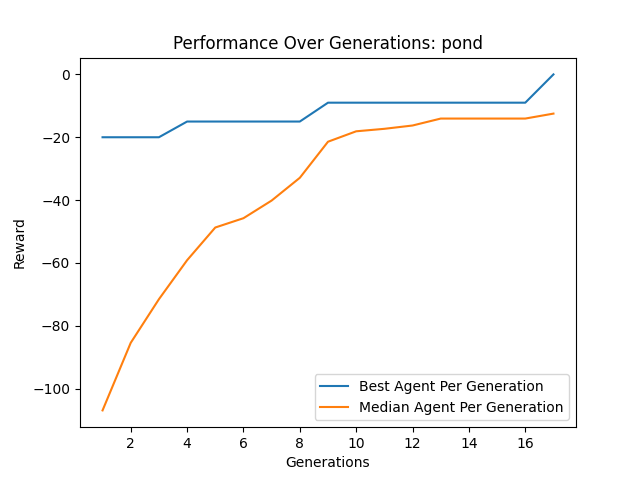 Performance Over Generations: pond
0
−20
−40
−60
−80
−100
Reward
Best Agent Per Generation
Median Agent Per Generation
2 4 6 8 10 12 14 16
Generations